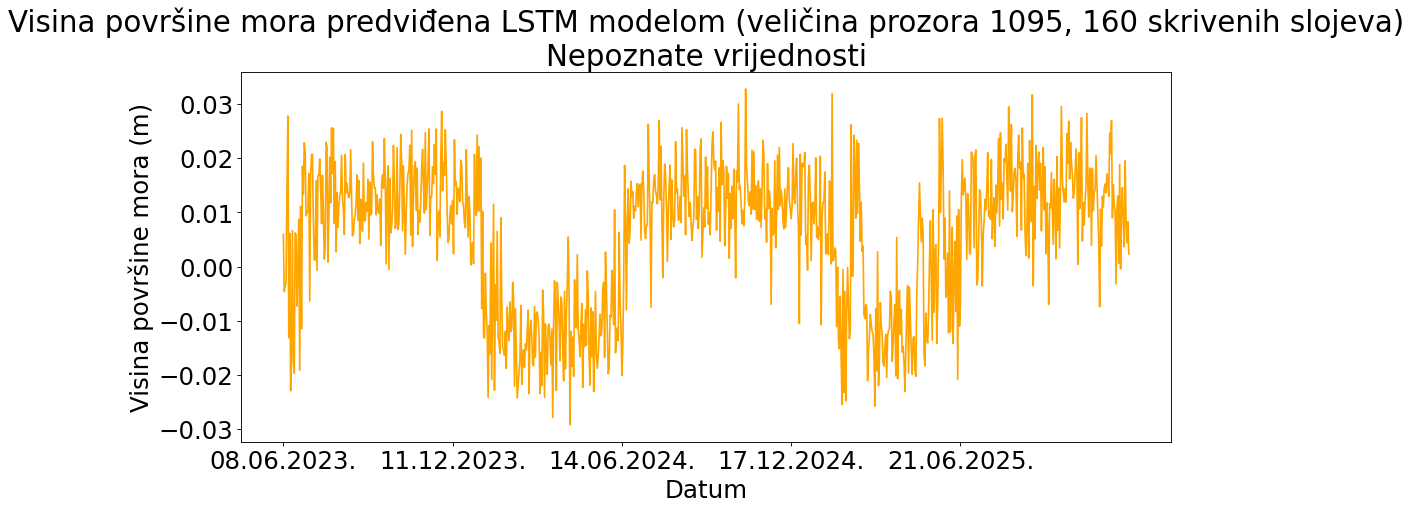 Visina površine mora predviđena LSTM modelom (veličina prozora 1095, 160 skrivenih slojeva)
Nepoznate vrijednosti
Visina površine mora (m)
0.03
0.02
0.01
0.00
−0.01
−0.02
−0.03
08.06.2023. 11.12.2023. 14.06.2024. 17.12.2024. 21.06.2025.
Datum